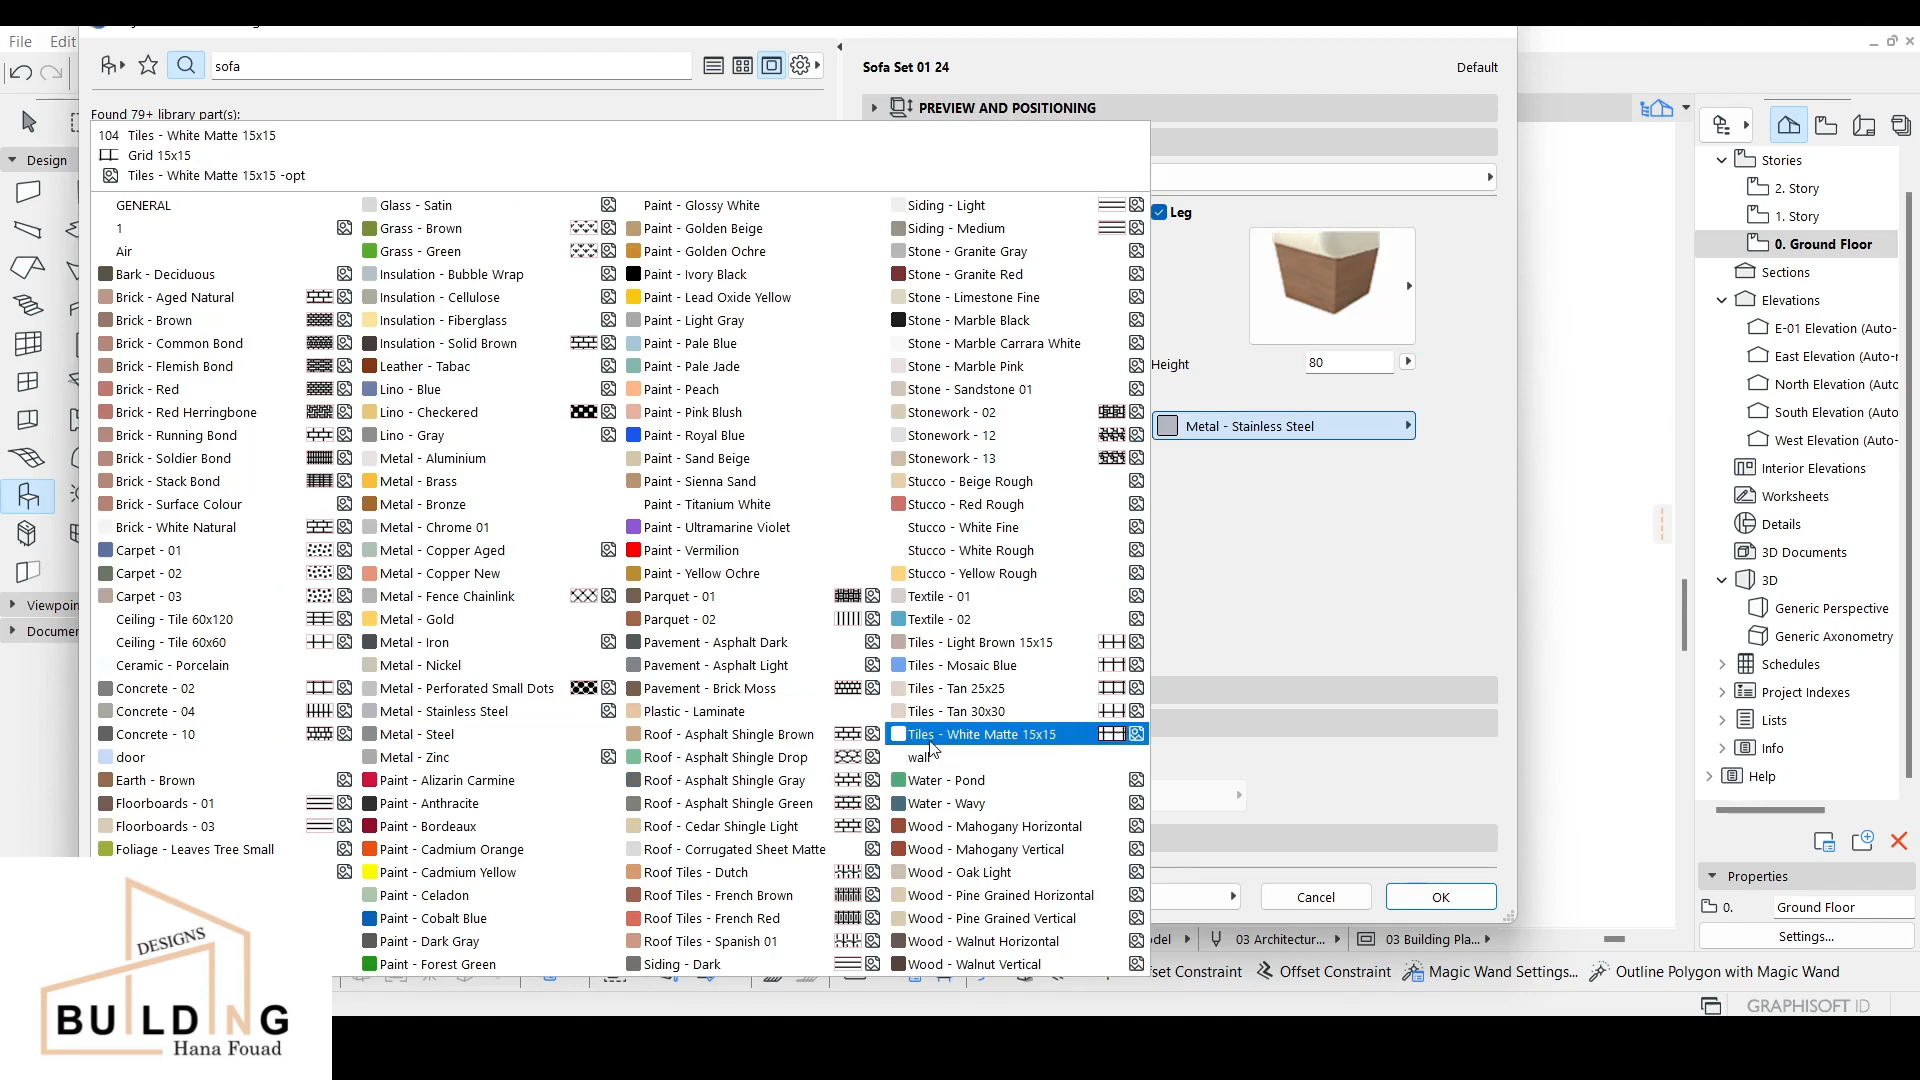 File Edit
sofa
Sofa Set 01 24
Default
Found 79+ library part(s):
PREVIEW AND POSITIONING
104 Tiles - White Matte 15x15
Grid 15x15
Tiles - White Matte 15x15 -opt
Design
Viewpoin
Documen
GENERAL
1
Air
Bark - Deciduous
Brick - Aged Natural
Brick - Brown
Brick - Common Bond
Brick - Flemish Bond
Brick - Red
Brick - Red Herringbone
Brick - Running Bond
Brick - Soldier Bond
Brick - Stack Bond
Brick - Surface Colour
Brick - White Natural
Carpet - 01
Carpet - 02
Carpet - 03
Ceiling - Tile 60x120
Ceiling - Tile 60x60
Ceramic - Porcelain
Concrete - 02
Concrete - 04
Concrete - 10
door
Earth - Brown
Floorboards - 01
Floorboards - 03
Foliage - Leaves Tree Small
Glass - Satin
Grass - Brown
Grass - Green
Insulation - Bubble Wrap
Insulation - Cellulose
Insulation - Fiberglass
Insulation - Solid Brown
Leather - Tabac
Lino - Blue
Lino - Checkered
Lino - Gray
Metal - Aluminium
Metal - Brass
Metal - Bronze
Metal - Chrome 01
Metal - Copper Aged
Metal - Copper New
Metal - Fence Chainlink
Metal - Gold
Metal - Iron
Metal - Nickel
Metal - Perforated Small Dots
Metal - Stainless Steel
Metal - Steel
Metal - Zinc
Paint - Alizarin Carmine
Paint - Anthracite
Paint - Bordeaux
Paint - Cadmium Orange
Paint - Cadmium Yellow
Paint - Celadon
Paint - Cobalt Blue
Paint - Dark Gray
Paint - Forest Green
Paint - Glossy White
Paint - Golden Beige
Paint - Golden Ochre
Paint - Ivory Black
Paint - Lead Oxide Yellow
Paint - Light Gray
Paint - Pale Blue
Paint - Pale Jade
Paint - Peach
Paint - Pink Blush
Paint - Royal Blue
Paint - Sand Beige
Paint - Sienna Sand
Paint - Titanium White
Paint - Ultramarine Violet
Paint - Vermilion
Paint - Yellow Ochre
Parquet - 01
Parquet - 02
Pavement - Asphalt Dark
Pavement - Asphalt Light
Pavement - Brick Moss
Plastic - Laminate
Roof - Asphalt Shingle Brown
Roof - Asphalt Shingle Drop
Roof - Asphalt Shingle Gray
Roof - Asphalt Shingle Green
Roof - Cedar Shingle Light
Roof - Corrugated Sheet Matte
Roof Tiles - Dutch
Roof Tiles - French Brown
Roof Tiles - French Red
Roof Tiles - Spanish 01
Siding - Dark
Siding - Light
Siding - Medium
Stone - Granite Gray
Stone - Granite Red
Stone - Limestone Fine
Stone - Marble Black
Stone - Marble Carrara White
Stone - Marble Pink
Stone - Sandstone 01
Stonework - 02
Stonework - 12
Stonework - 13
Stucco - Beige Rough
Stucco - Red Rough
Stucco - White Fine
Stucco - White Rough
Stucco - Yellow Rough
Textile - 01
Textile - 02
Tiles - Light Brown 15x15
Tiles - Mosaic Blue
Tiles - Tan 25x25
Tiles - Tan 30x30
Tiles - White Matte 15x15
wall
Water - Pond
Water - Wavy
Wood - Mahogany Horizontal
Wood - Mahogany Vertical
Wood - Oak Light
Wood - Pine Grained Horizontal
Wood - Pine Grained Vertical
Wood - Walnut Horizontal
Wood - Walnut Vertical
Leg
Height 80
Metal - Stainless Steel
Cancel
OK
Stories
2. Story
1. Story
0. Ground Floor
Sections
Elevations
E-01 Elevation (Auto-
East Elevation (Auto-r
North Elevation (Auto
South Elevation (Auto
West Elevation (Auto-
Interior Elevations
Worksheets
Details
3D Documents
3D
Generic Perspective
Generic Axonometry
Schedules
Project Indexes
Lists
Info
Help
Properties
0. Ground Floor
Settings...
del
03 Architectur...
03 Building Pla...
fset Constraint
Offset Constraint
Magic Wand Settings...
Outline Polygon with Magic Wand
GRAPHISOFT ID
DESIGNS
BUILDING
Hana Fouad